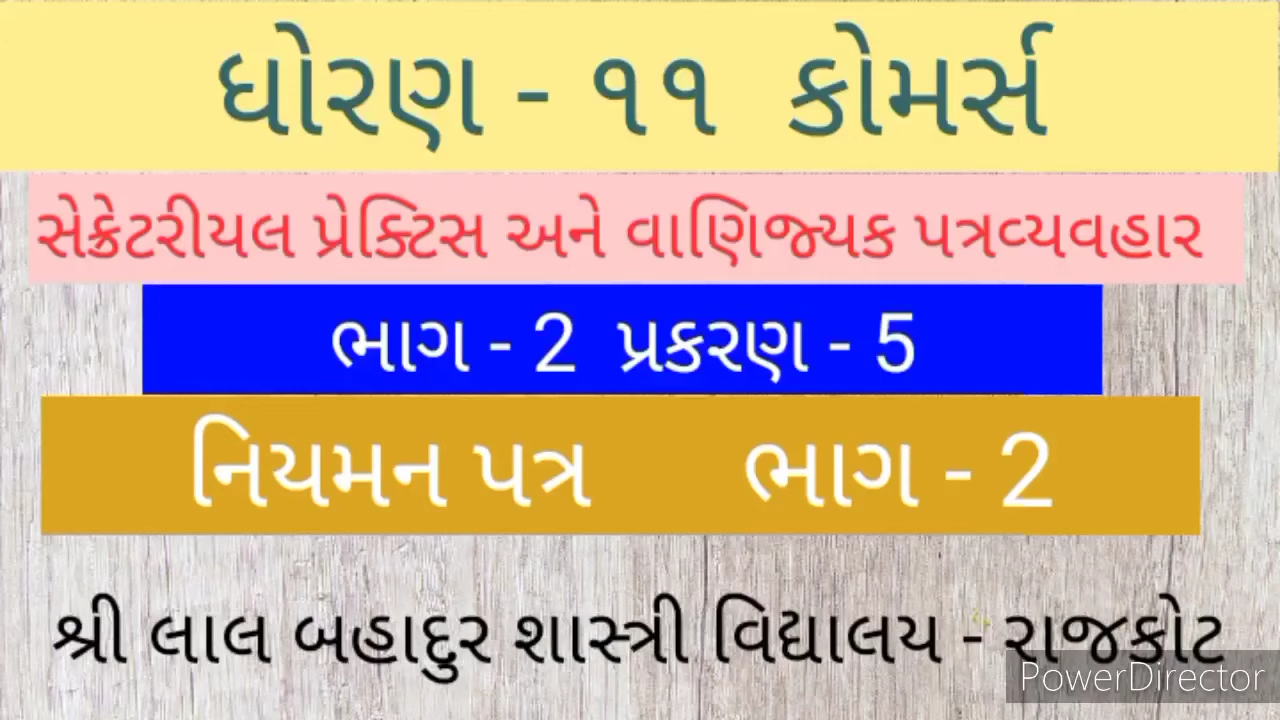 ધોરણ - ૧૧ કોમર્સ
સેક્રેટરીયલ પ્રેક્ટિસ અને વાણિજ્યક પત્રવ્યવહાર
ભાગ - 2 પ્રકરણ - 5
નિયમન પત્ર ભાગ - 2
શ્રી લાલ બહાદુર શાસ્ત્રી વિદ્યાલય - રાજકોટ
PowerDirector